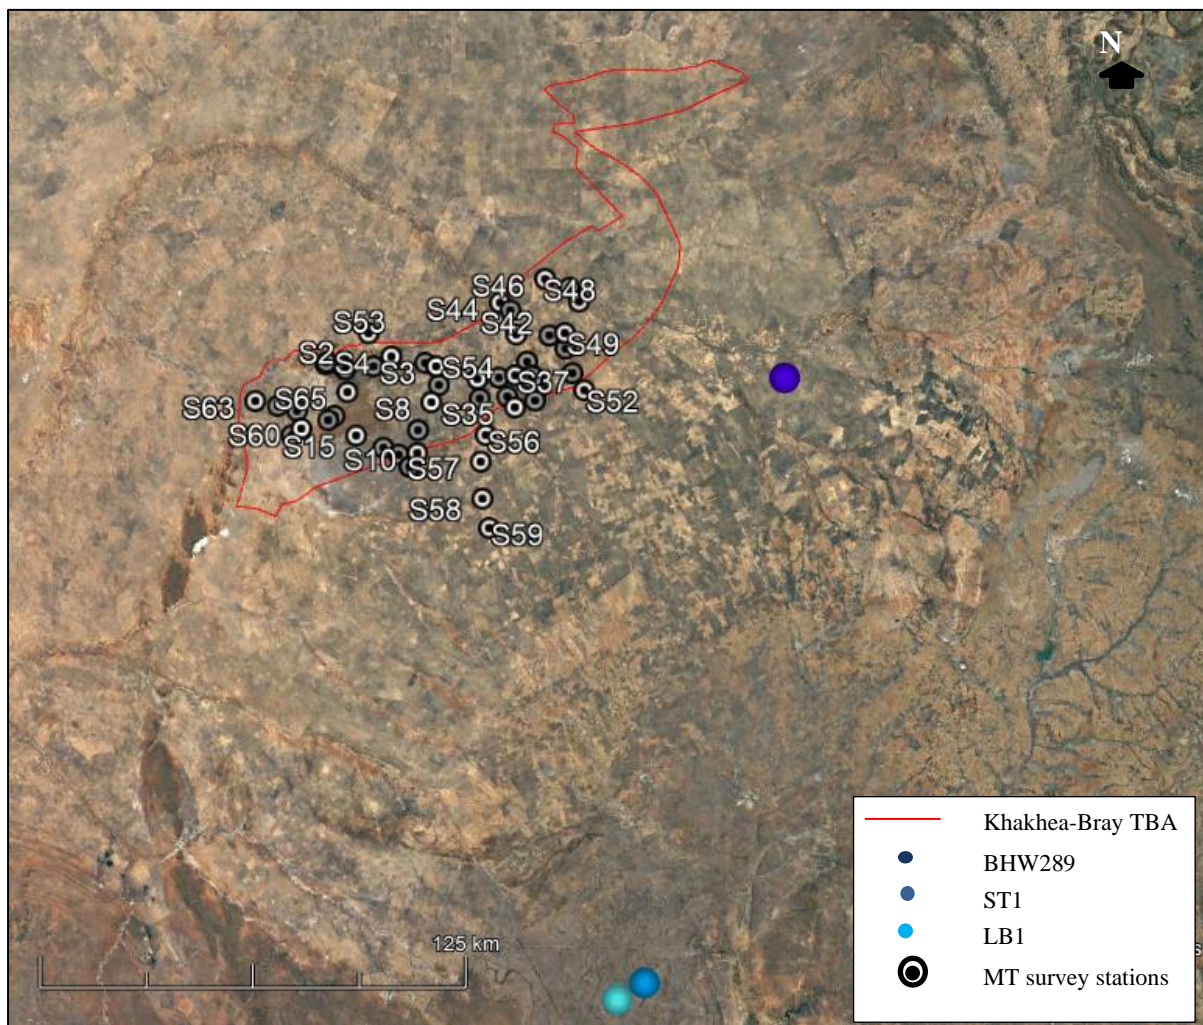 N
S46
S48
S44
S42
S53
S49
S2
S4
S3
S54
S37
S63
S65
S8
S35
S52
S60
S15
S10
S56
S57
S58
S59
Khakhea-Bray TBA
BHW289
ST1
LB1
MT survey stations
125 km
s